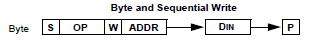 Byte and Sequential Write
Byte S OP W ADDR DIN P